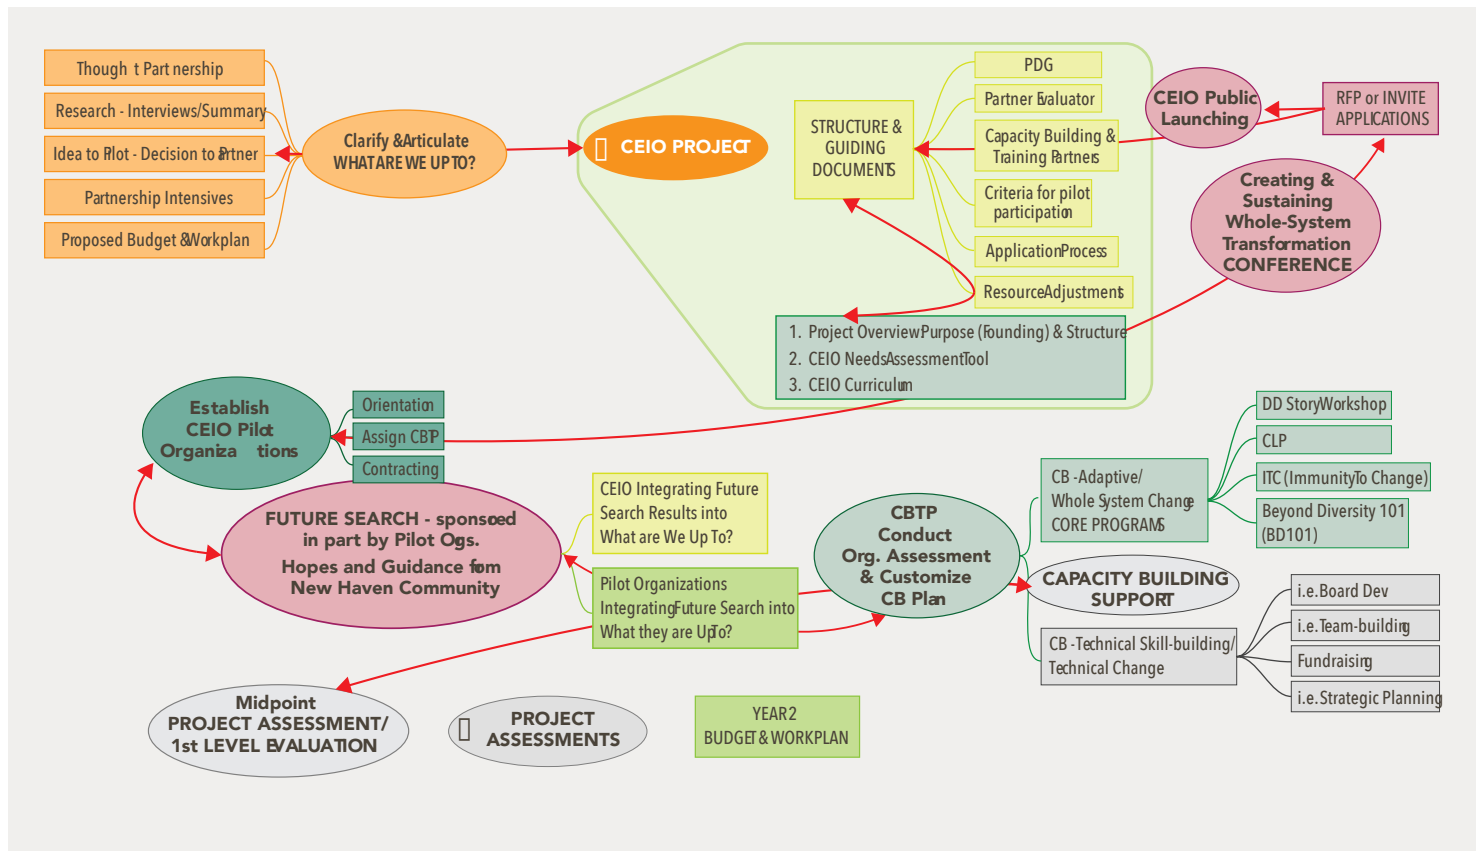 Thought Partnership
Research - Interviews/Summary
Idea to Pilot - Decision to Partner
Partnership Intensives
Proposed Budget & Workplan
Clarify & Articulate
WHAT ARE WE UP TO?
CEIO PROJECT
STRUCTURE &
GUIDING
DOCUMENTS
PDG
Partner Evaluator
Capacity Building &
Training Partners
Criteria for pilot
participation
Application Process
Resource Adjustments
CEIO Public
Launching
RFP or INVITE
APPLICATIONS
Creating &
Sustaining
Whole-System
Transformation
CONFERENCE
1. Project Overview: Purpose (Founding) & Structure
2. CEIO Needs Assessment Tool
3. CEIO Curriculum
Establish
CEIO Pilot
Organizations
Orientation
Assign CBTP
Contracting
FUTURE SEARCH - sponsored
in part by Pilot Orgs.
Hopes and Guidance from
New Haven Community
CEIO Integrating Future
Search Results into
What are We Up To?
Pilot Organizations
Integrating Future Search into
What they are Up To?
CBTP
Conduct
Org. Assessment
& Customize
CB Plan
CB - Adaptive/
Whole System Change
CORE PROGRAMS
DD Story Workshop
CLP
ITC (Immunity To Change)
Beyond Diversity 101
(BD101)
CAPACITY BUILDING
SUPPORT
CB - Technical Skill-building/
Technical Change
i.e. Board Dev
i.e. Team-building
Fundraising
i.e. Strategic Planning
Midpoint
PROJECT ASSESSMENT/
1st LEVEL EVALUATION
PROJECT
ASSESSMENTS
YEAR 2
BUDGET & WORKPLAN